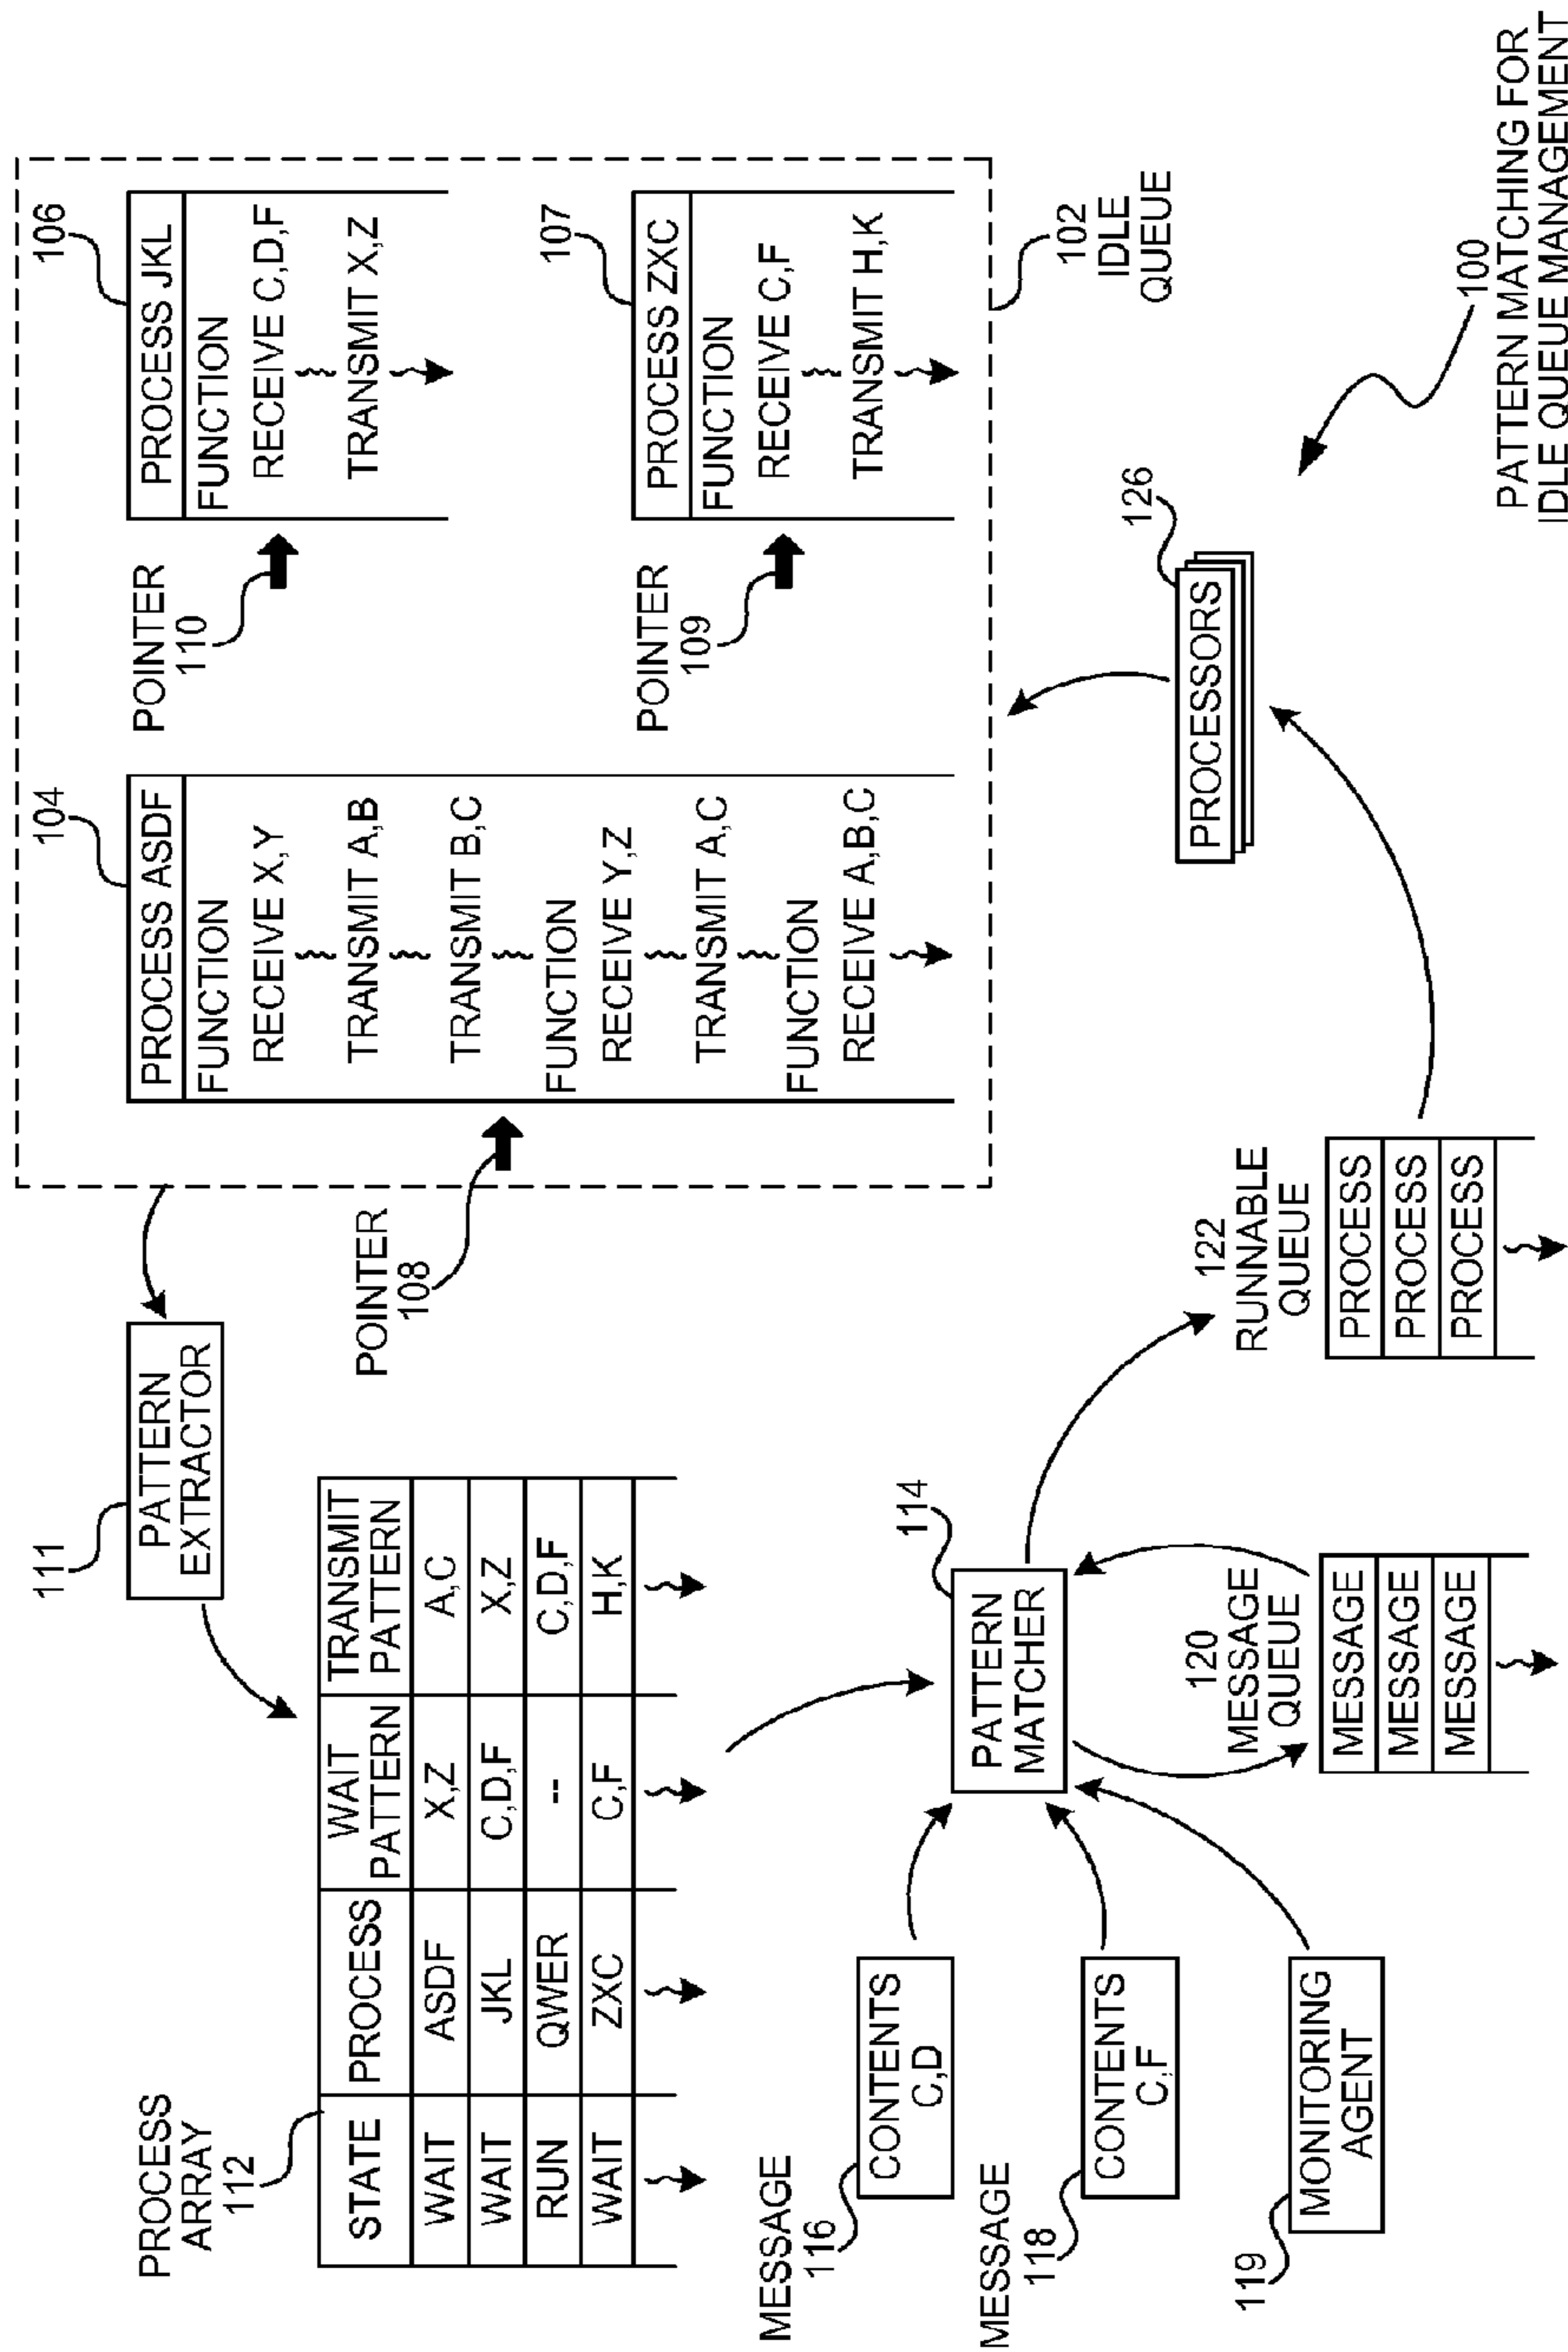 PROCESS
ARRAY
112
STATE PROCESS WAIT PATTERN TRANSMIT PATTERN
WAIT ASDF X,Z A,C
WAIT JKL C,D,F X,Z
RUN QWER -- C,D,F
WAIT ZXC C,F H,K
111
PATTERN
EXTRACTOR
104
PROCESS ASDF
FUNCTION
RECEIVE X,Y
TRANSMIT A,B
TRANSMIT B,C
FUNCTION
RECEIVE Y,Z
TRANSMIT A,C
FUNCTION
RECEIVE A,B,C
POINTER
108
POINTER
110
106
PROCESS JKL
FUNCTION
RECEIVE C,D,F
TRANSMIT X,Z
POINTER
109
107
PROCESS ZXC
FUNCTION
RECEIVE C,F
TRANSMIT H,K
102
IDLE
QUEUE
MESSAGE
116
CONTENTS
C,D
MESSAGE
118
CONTENTS
C,F
119
MONITORING
AGENT
114
PATTERN
MATCHER
120
MESSAGE
QUEUE
MESSAGE
MESSAGE
MESSAGE
122
RUNNABLE
QUEUE
PROCESS
PROCESS
PROCESS
126
PROCESSORS
100
PATTERN MATCHING FOR
IDLE QUEUE MANAGEMENT